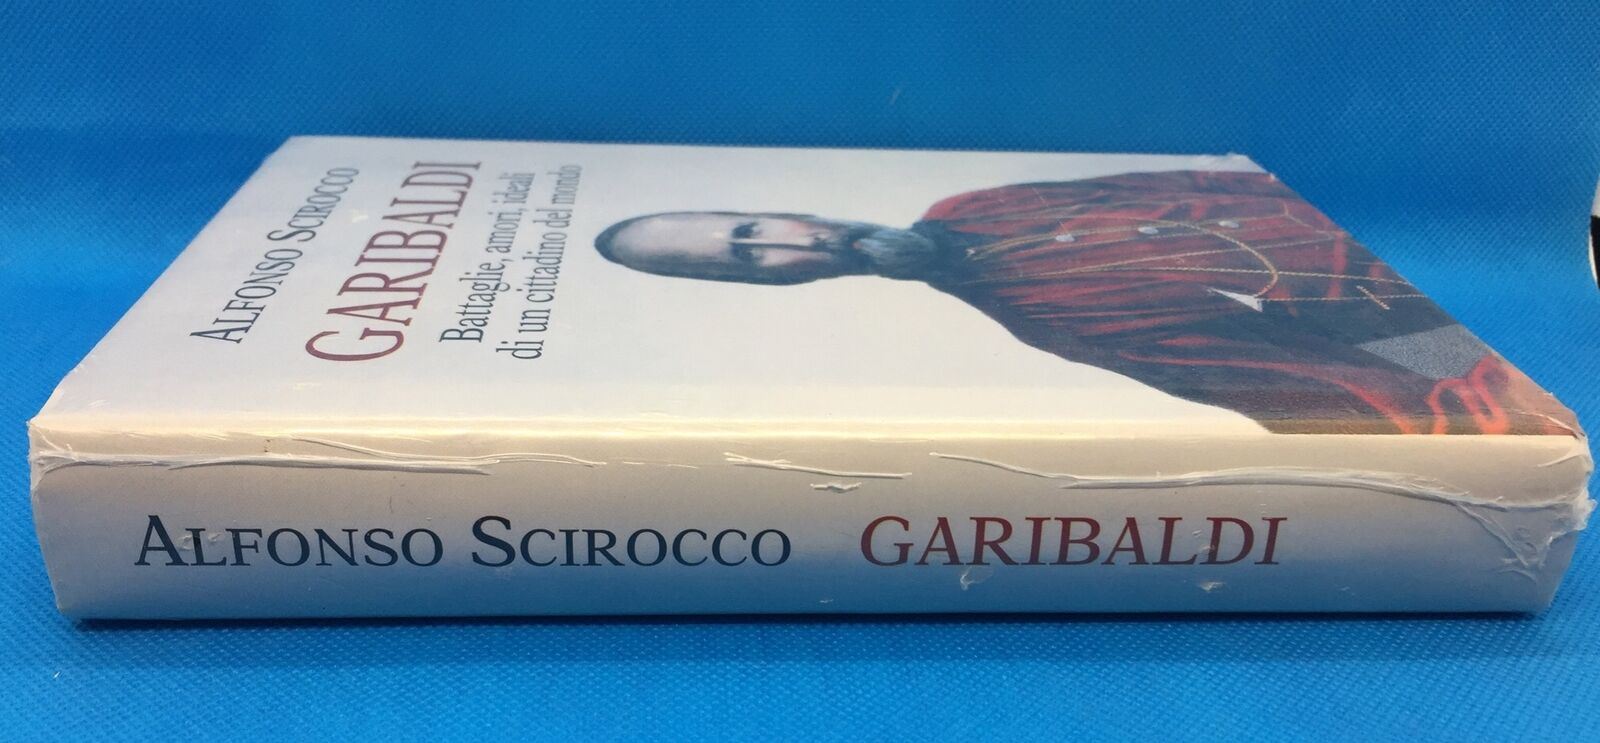 ALFONSO SCIROCCO
GARIBALDI
Battaglie, amori, ideali
di un cittadino del mondo
ALFONSO SCIROCCO GARIBALDI